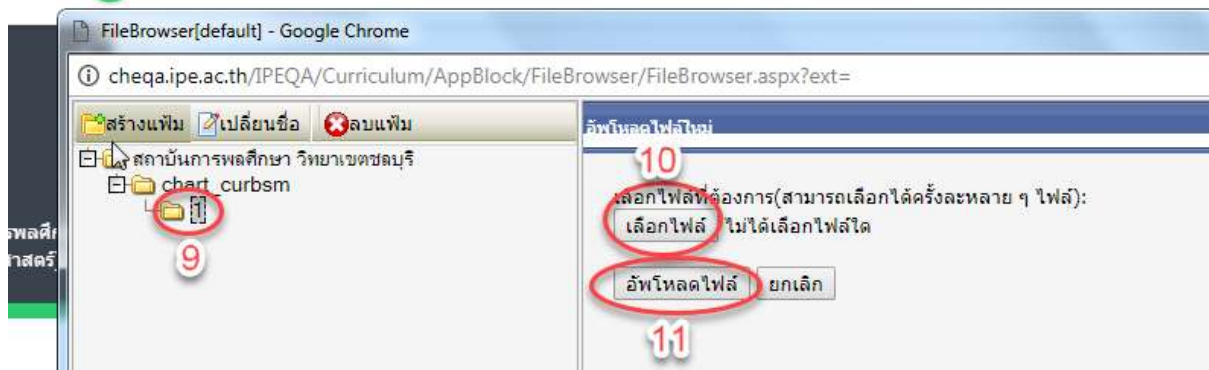 FileBrowser[default] - Google Chrome
cheqa.ipe.ac.th/IPEQA/Curriculum/AppBlock/FileBrowser/FileBrowser.aspx?ext=
สร้างแฟ้ม เปลี่ยนชื่อ ลบแฟ้ม
สถาบันการพลศึกษา วิทยาเขตชลบุรี
chart_curbsm
1
9
อัพโหลดไฟล์ใหม่
10
เลือกไฟล์ที่ต้องการ(สามารถเลือกได้ครั้งละหลาย ๆ ไฟล์):
เลือกไฟล์ ไม่ได้เลือกไฟล์ใด
อัพโหลดไฟล์ ยกเลิก
11